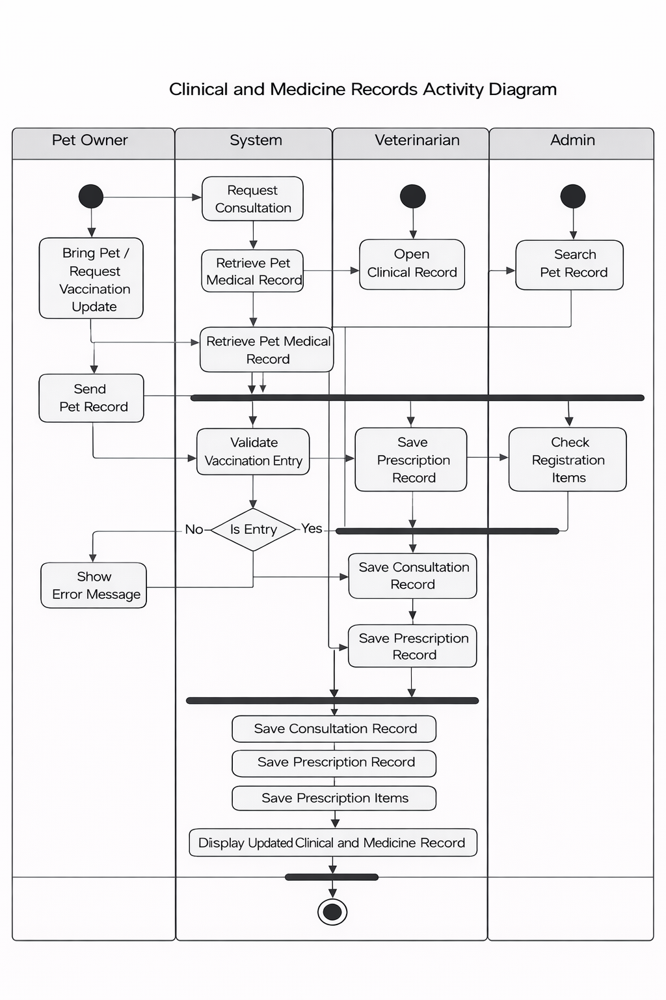 Clinical and Medicine Records Activity Diagram
Pet Owner
System
Veterinarian
Admin
Request
Consultation
Bring Pet /
Request
Vaccination
Update
Retrieve Pet
Medical Record
Open
Clinical Record
Search
Pet Record
Retrieve Pet Medical
Record
Send
Pet Record
Validate
Vaccination Entry
Save
Prescription
Record
Check
Registration
Items
No
Is Entry
Yes
Show
Error Message
Save Consultation
Record
Save Prescription
Record
Save Consultation Record
Save Prescription Record
Save Prescription Items
Display Updated Clinical and Medicine Record